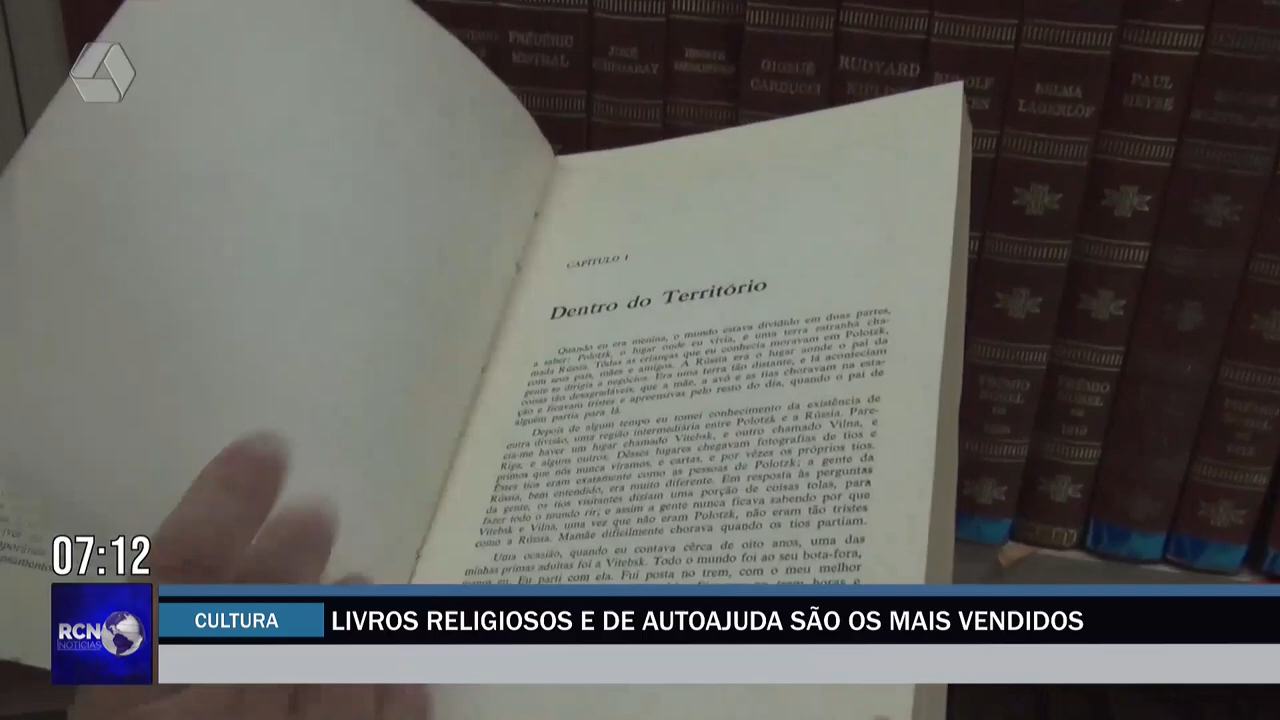 FRÉDÉRIC
MISTRAL
JOSÉ
GIOSUÉ
CARDUCCI
RUDYARD
SELMA
LAGERLÖF
PAUL
HEYSE
PRÊMIO
NOBEL
PRÊMIO
NOBEL
CAPÍTULO I
Dentro do Território
Quando eu era menina, o mundo estava dividido em duas partes,
a saber: Polotzk, o lugar onde eu vivia, e uma terra estranha cha-
mada Rússia. Todas as crianças que eu conhecia moravam em Polotzk,
com seus pais, mães e amigos. A Rússia era o lugar aonde o pai da
gente se dirigia a negócios. Era uma terra tão distante, e lá aconteciam
coisas tão desagradáveis, que a mãe, a avó e as tias choravam na esta-
ção e ficavam tristes e apreensivas pelo resto do dia, quando o pai de
alguém partia para lá.
Depois de algum tempo eu tomei conhecimento da existência de
outra divisão, uma região intermediária entre Polotzk e a Rússia. Pare-
cia-me haver um lugar chamado Vitebsk, e outro chamado Vilna, e
Riga, e alguns outros. Dêsses lugares chegavam fotografias de tios e
primos que nós nunca víramos, e cartas, e por vêzes os próprios tios.
Êstes tios eram exatamente como as pessoas de Polotzk; a gente da
Rússia, bem entendido, era muito diferente. Em resposta às perguntas
da gente, os tios visitantes diziam uma porção de coisas tolas, para
fazer todo o mundo rir; e assim a gente nunca ficava sabendo por que
Vitebsk e Vilna, uma vez que não eram Polotzk, não eram tão tristes
como a Rússia. Mamãe dificilmente chorava quando os tios partiam.
Uma ocasião, quando eu contava cêrca de oito anos, uma das
minhas primas adultas foi a Vitebsk. Todo o mundo foi ao seu bota-fora,
Eu parti com ela. Fui posta no trem, com o meu melhor
07:12
RCN
NOTÍCIAS
CULTURA
LIVROS RELIGIOSOS E DE AUTOAJUDA SÃO OS MAIS VENDIDOS